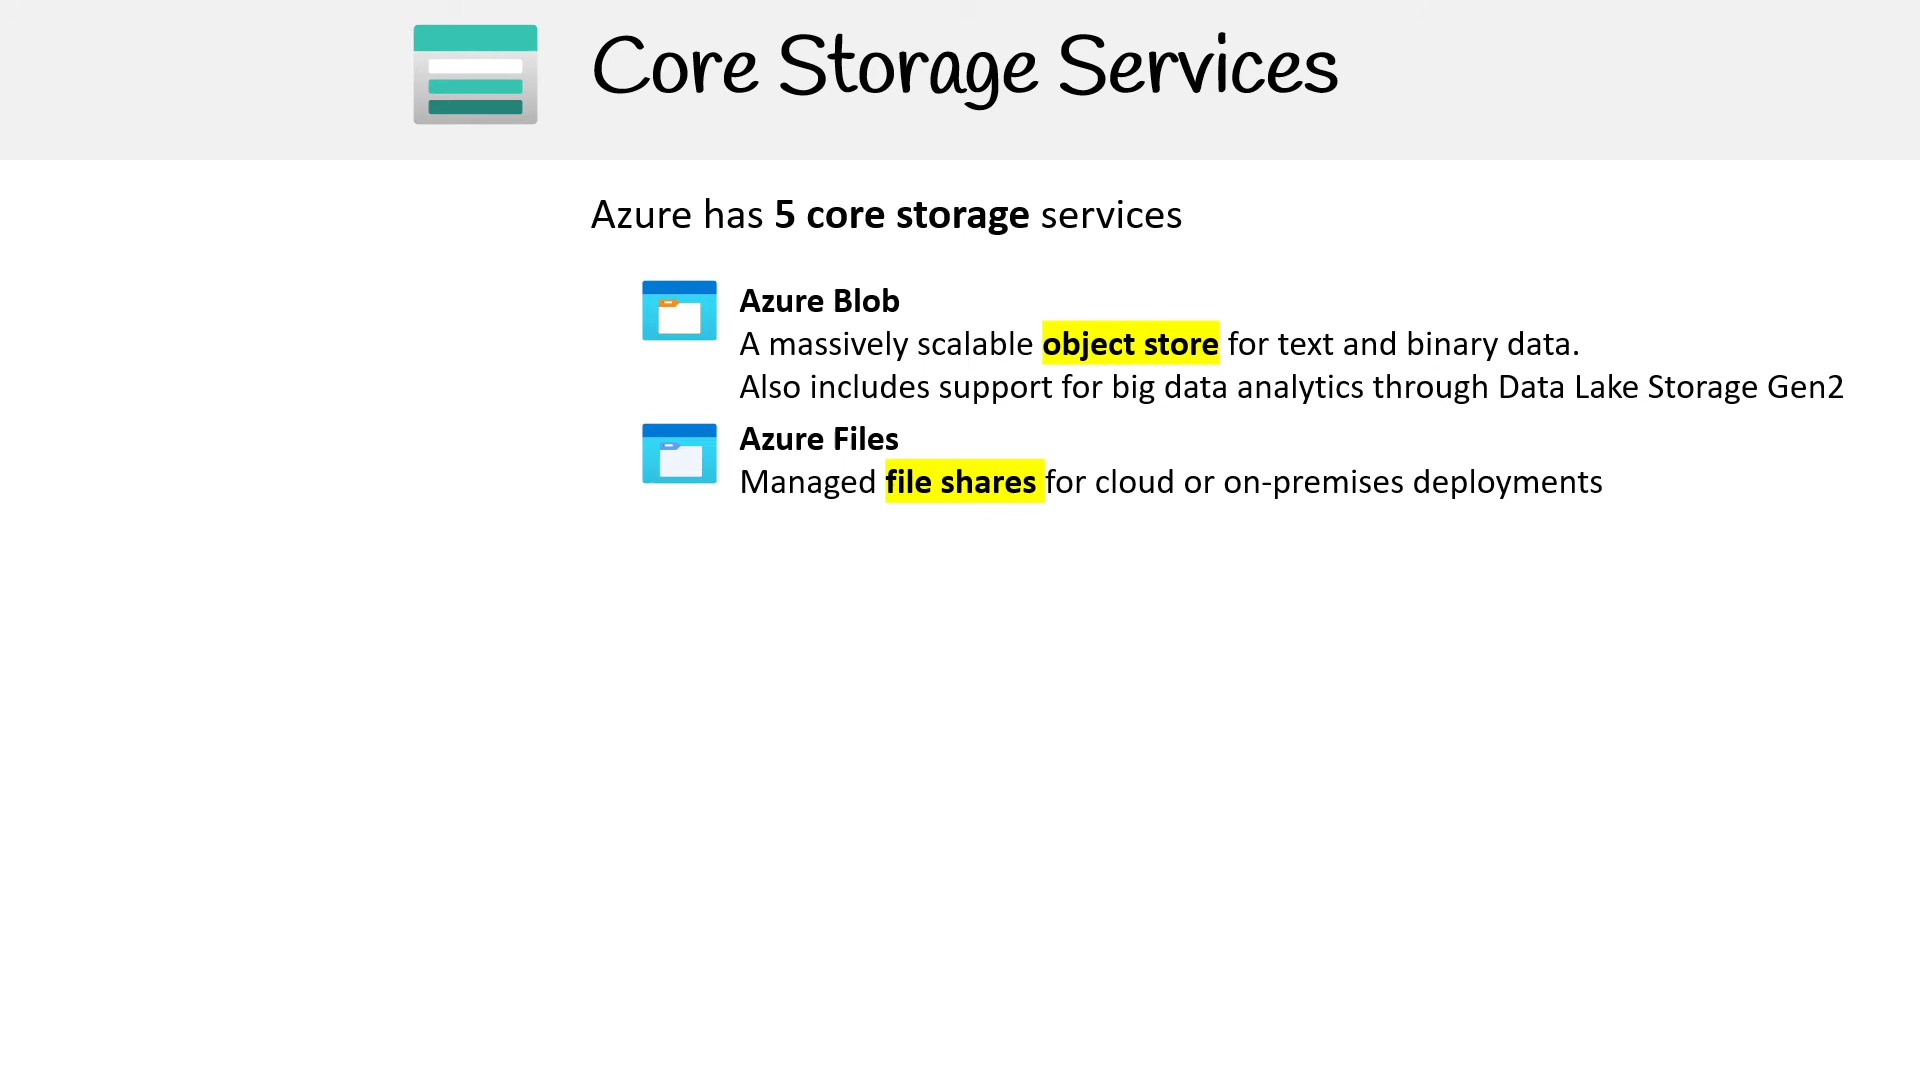 Core Storage Services
Azure has 5 core storage services
Azure Blob
A massively scalable object store for text and binary data.
Also includes support for big data analytics through Data Lake Storage Gen2
Azure Files
Managed file shares for cloud or on-premises deployments